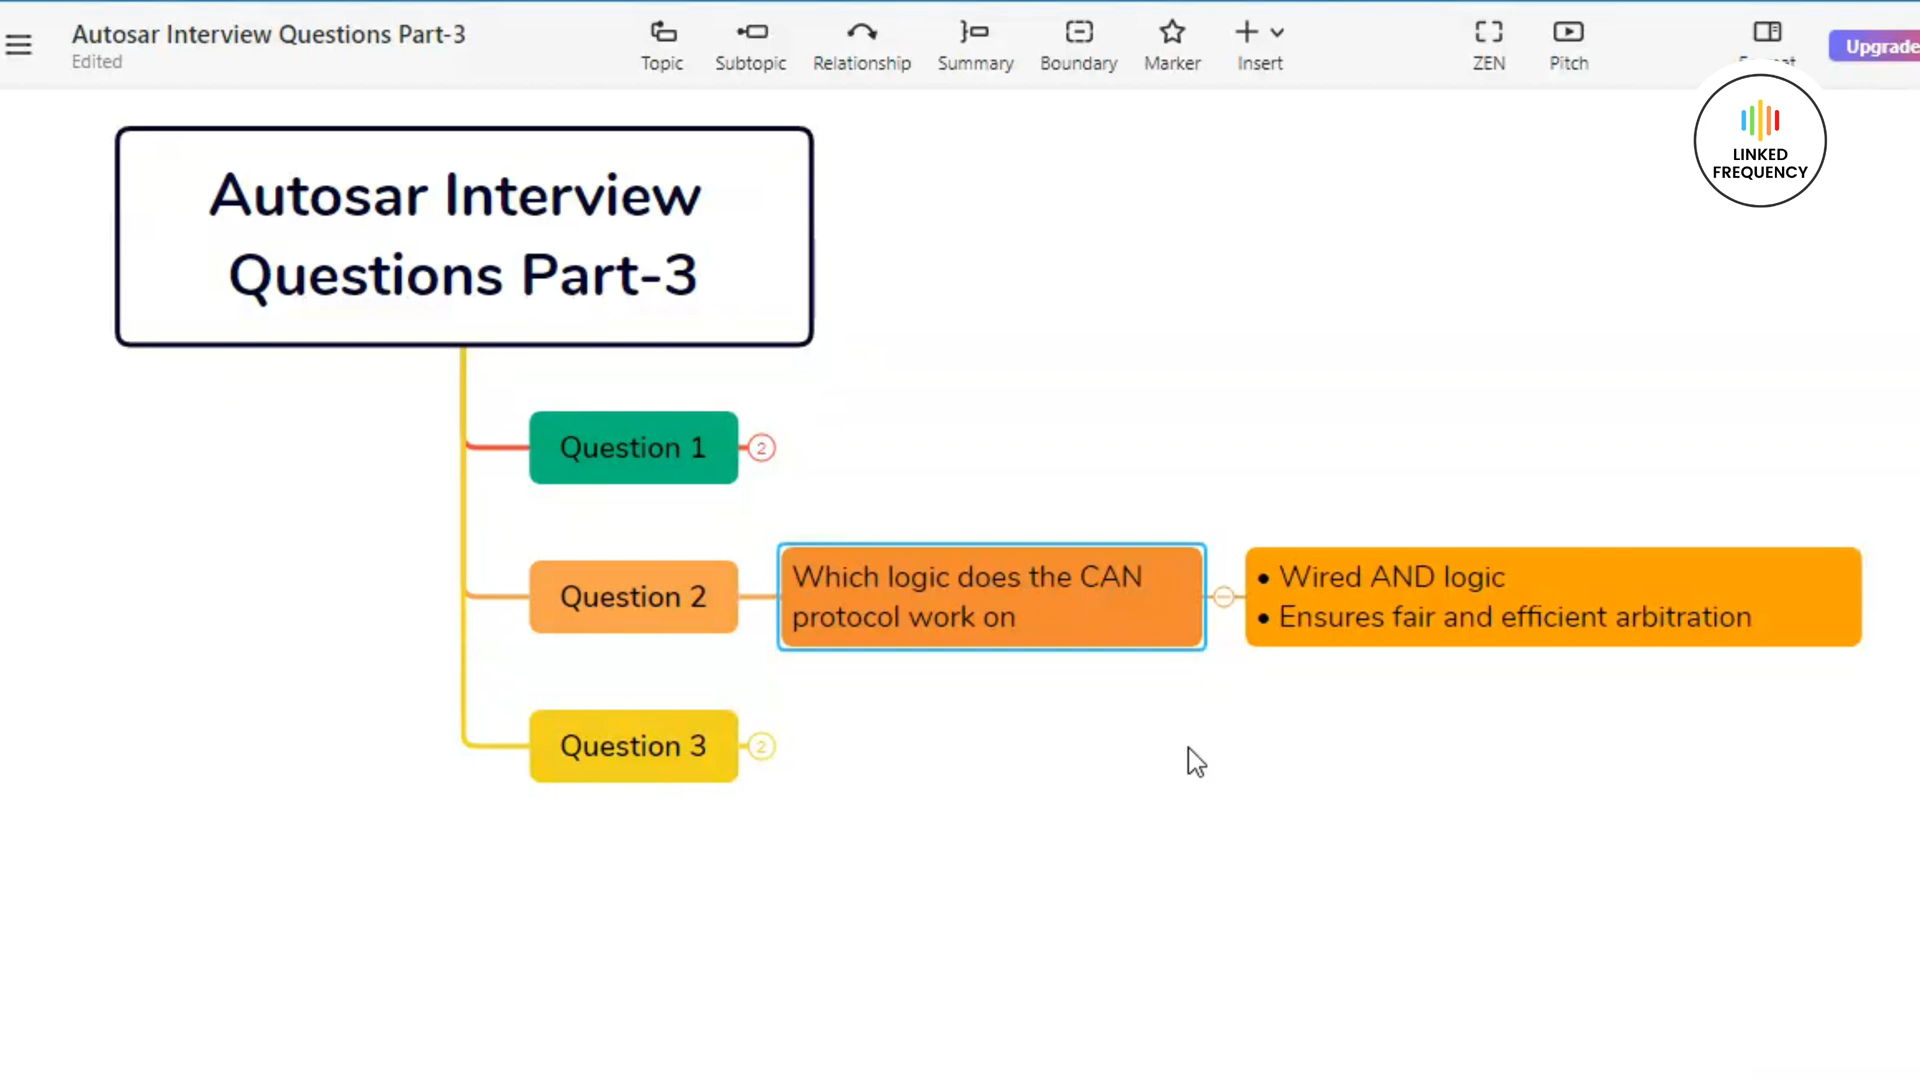 Autosar Interview Questions Part-3
Edited
Topic
Subtopic
Relationship
Summary
Boundary
Marker
Insert
ZEN
Pitch
Upgrade
LINKED
FREQUENCY
Autosar Interview
Questions Part-3
Question 1
2
Question 2
Which logic does the CAN
protocol work on
• Wired AND logic
• Ensures fair and efficient arbitration
Question 3
2